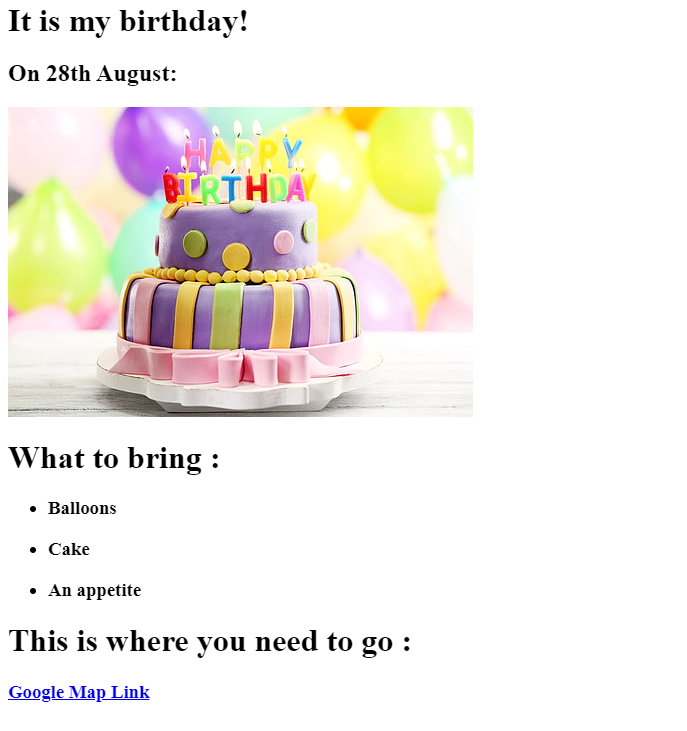 It is my birthday!
On 28th August:
HAPPY
BIRTHDAY
What to bring :
Balloons
Cake
An appetite
This is where you need to go :
Google Map Link